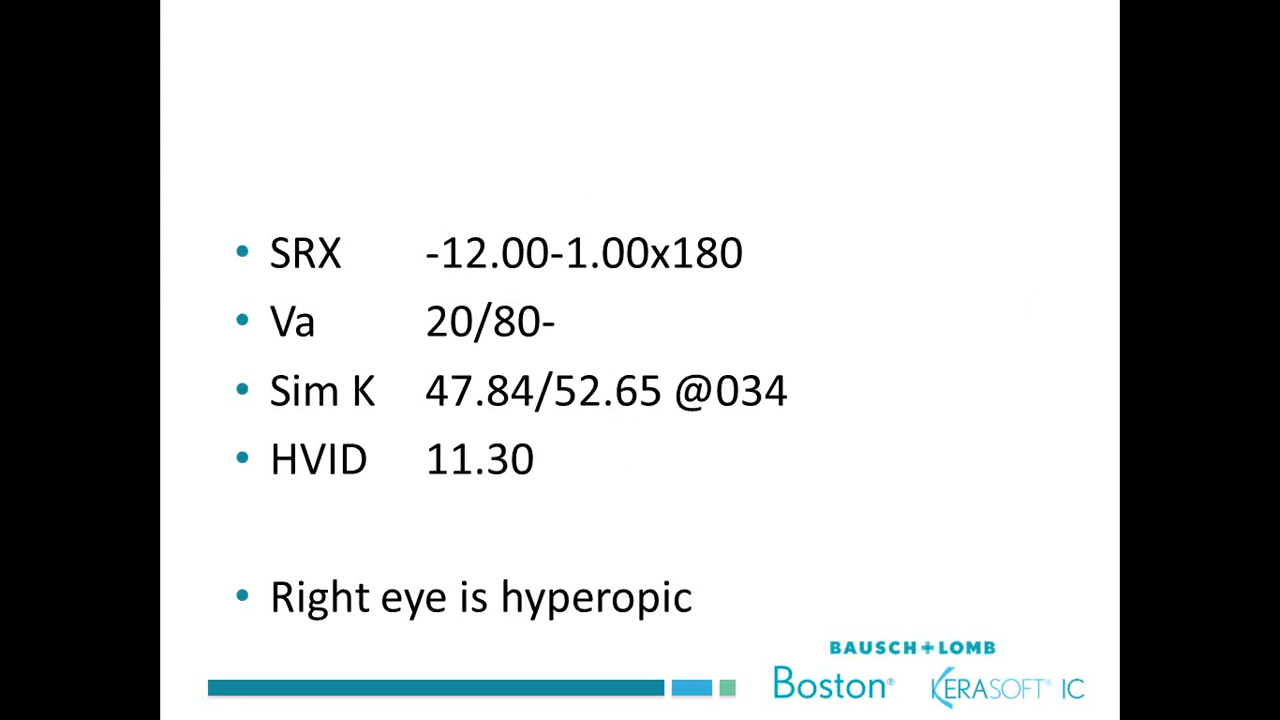 • SRX -12.00-1.00x180
• Va 20/80-
• Sim K 47.84/52.65 @034
• HVID 11.30
• Right eye is hyperopic
BAUSCH+LOMB
Boston® KERASOFT® IC